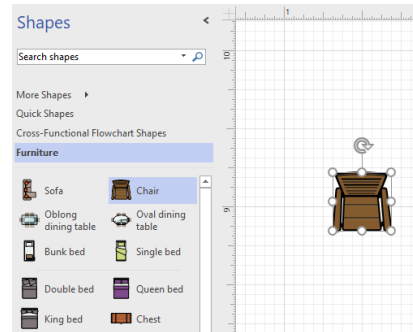 Shapes
<
Search shapes
More Shapes
Quick Shapes
Cross-Functional Flowchart Shapes
Furniture
Sofa
Chair
Oblong
dining table
Oval dining
table
Bunk bed
Single bed
Double bed
Queen bed
King bed
Chest
1
10
9